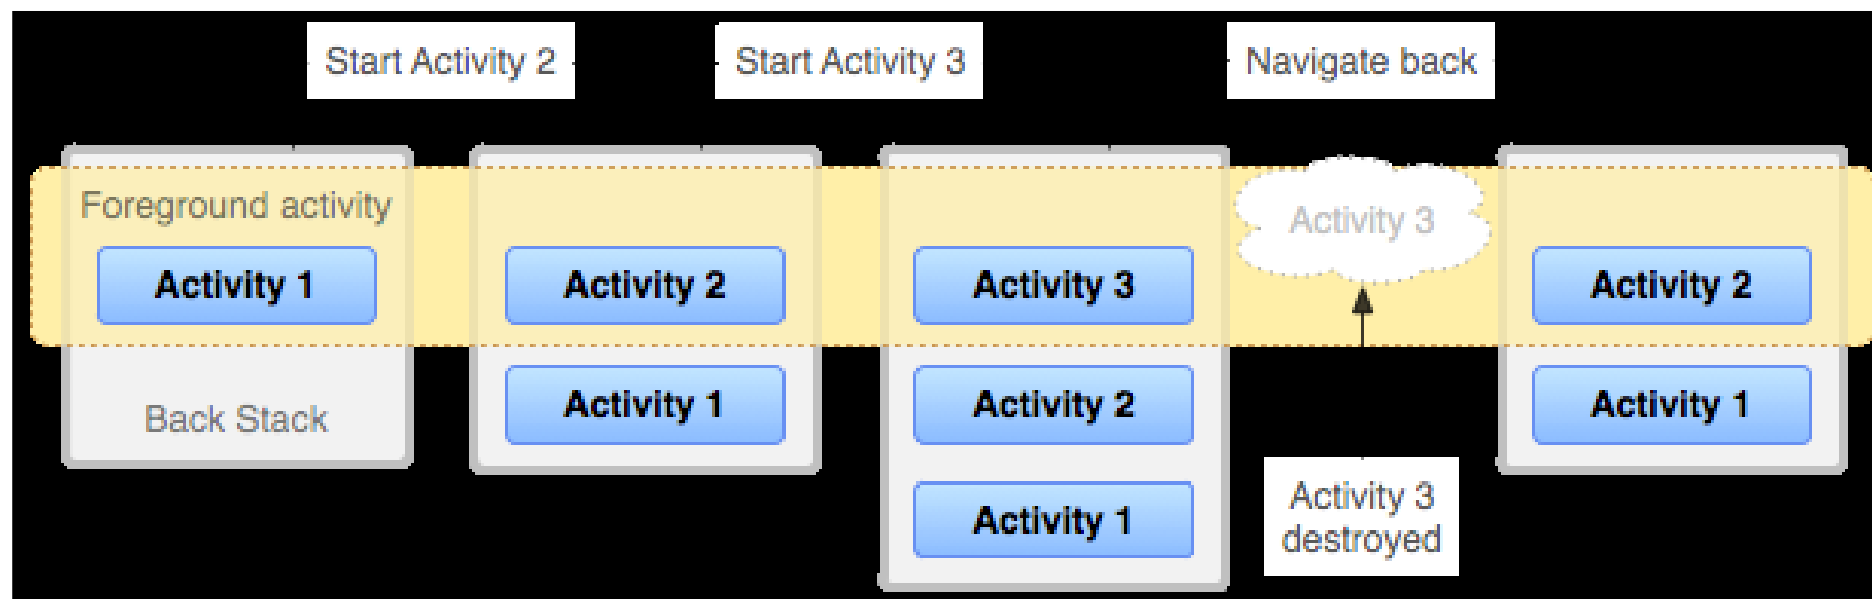 Start Activity 2
Start Activity 3
Navigate back
Foreground activity
Activity 1
Back Stack
Activity 2
Activity 1
Activity 3
Activity 2
Activity 1
Activity 3
Activity 3
destroyed
Activity 2
Activity 1